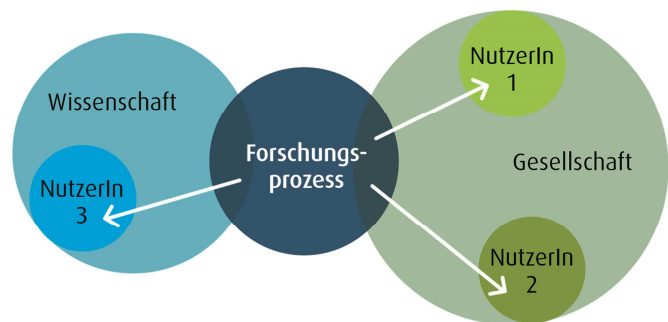 Wissenschaft
NutzerIn
3
Forschungs-
prozess
NutzerIn
1
Gesellschaft
NutzerIn
2